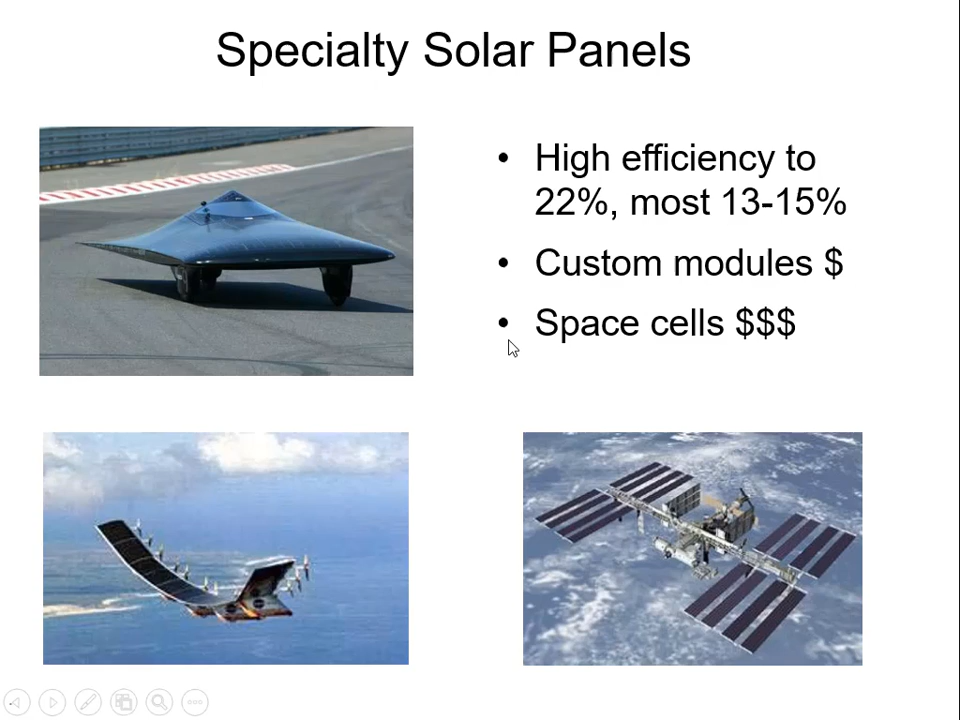 Specialty Solar Panels
• High efficiency to
22%, most 13-15%
• Custom modules $
• Space cells $$$